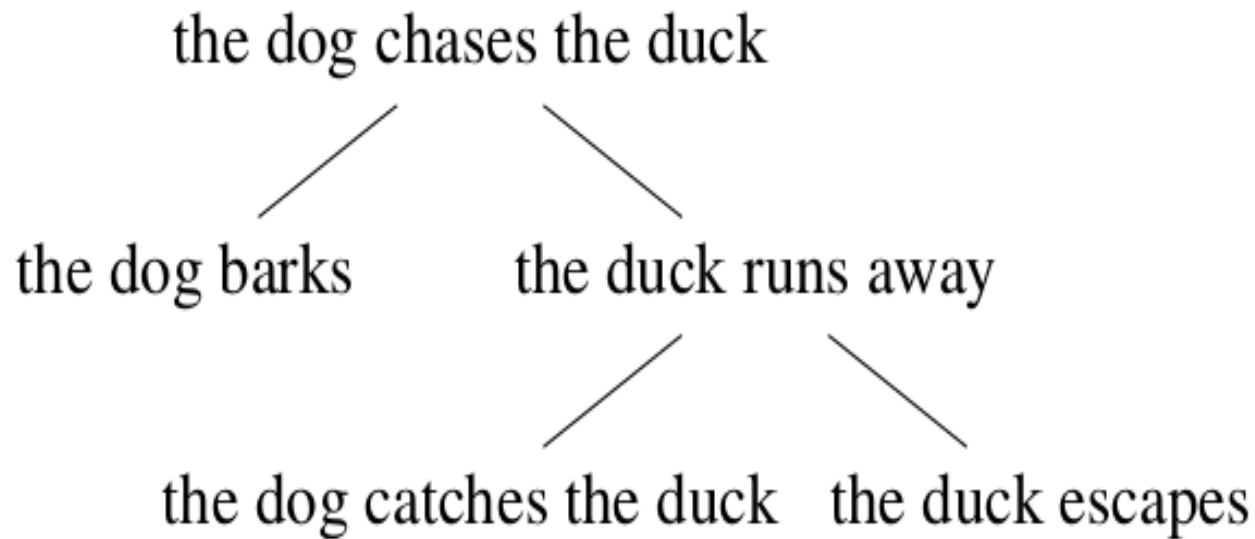 the dog chases the duck
the dog barks
the duck runs away
the dog catches the duck
the duck escapes